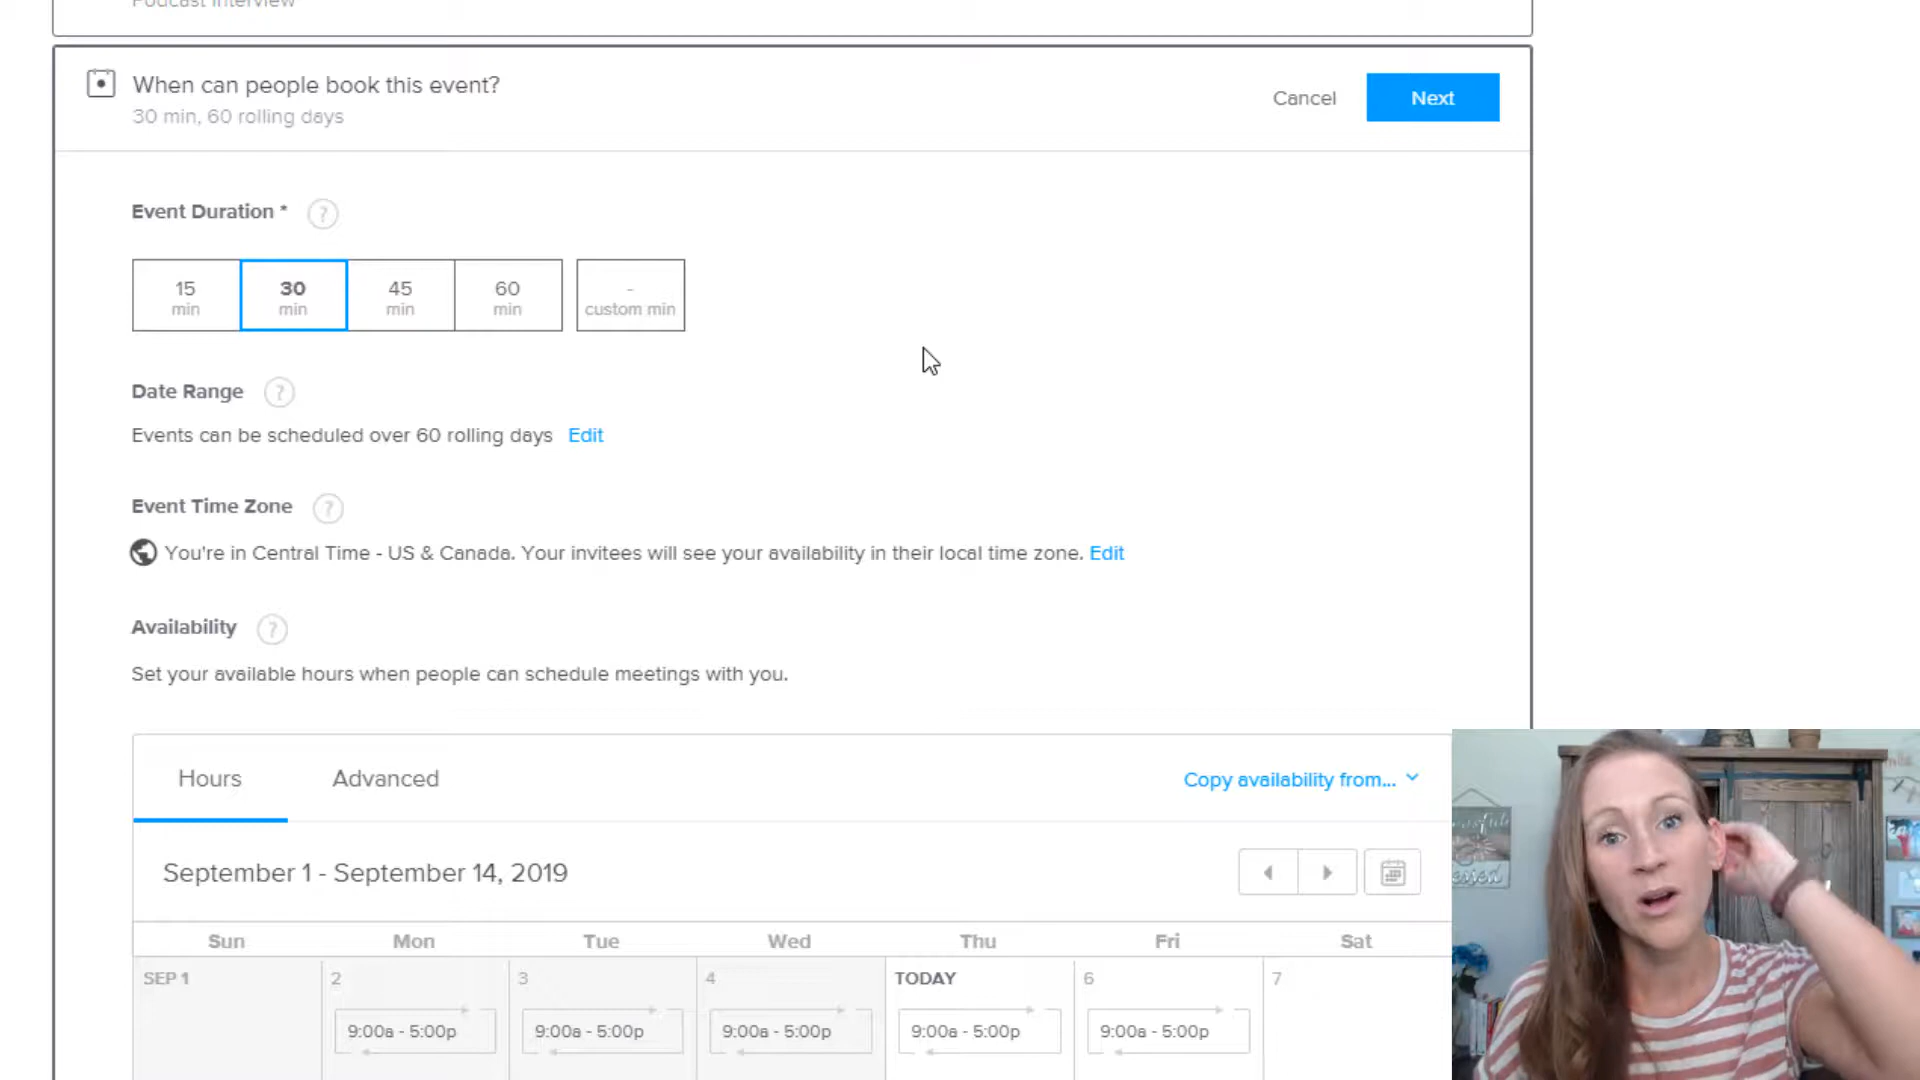 Podcast Interview
When can people book this event?
30 min, 60 rolling days
Cancel
Next
Event Duration * ?
15 min
30 min
45 min
60 min
- custom min
Date Range ?
Events can be scheduled over 60 rolling days Edit
Event Time Zone ?
You're in Central Time - US & Canada. Your invitees will see your availability in their local time zone. Edit
Availability ?
Set your available hours when people can schedule meetings with you.
Hours Advanced Copy availability from...
September 1 - September 14, 2019
Sun Mon Tue Wed Thu Fri Sat
SEP 1 2 3 4 TODAY 6 7
9:00a - 5:00p 9:00a - 5:00p 9:00a - 5:00p 9:00a - 5:00p 9:00a - 5:00p